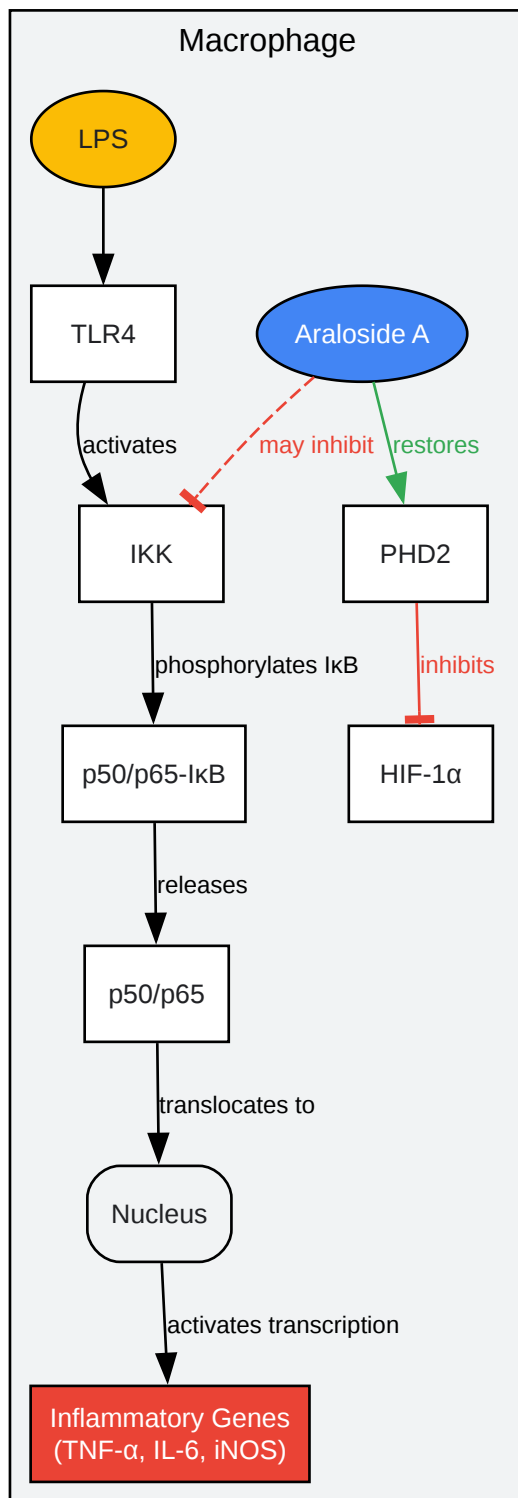 Macrophage
LPS
TLR4
Araloside A
activates
may inhibit
restores
IKK
PHD2
phosphorylates IκB
inhibits
p50/p65-IκB
HIF-1α
releases
p50/p65
translocates to
Nucleus
activates transcription
Inflammatory Genes
(TNF-α, IL-6, iNOS)